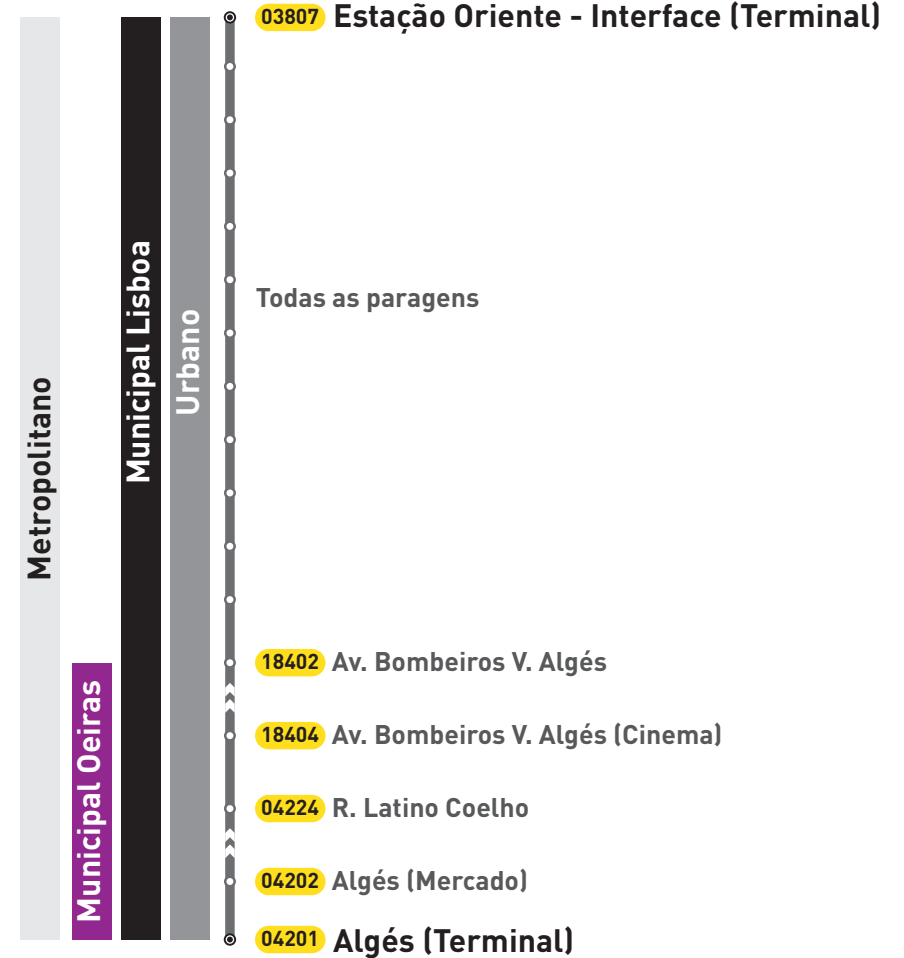 03807 Estação Oriente - Interface (Terminal)
Todas as paragens
Metropolitano
Municipal Lisboa
Urbano
Municipal Oeiras
18402 Av. Bombeiros V. Algés
18404 Av. Bombeiros V. Algés (Cinema)
04224 R. Latino Coelho
04202 Algés (Mercado)
04201 Algés (Terminal)